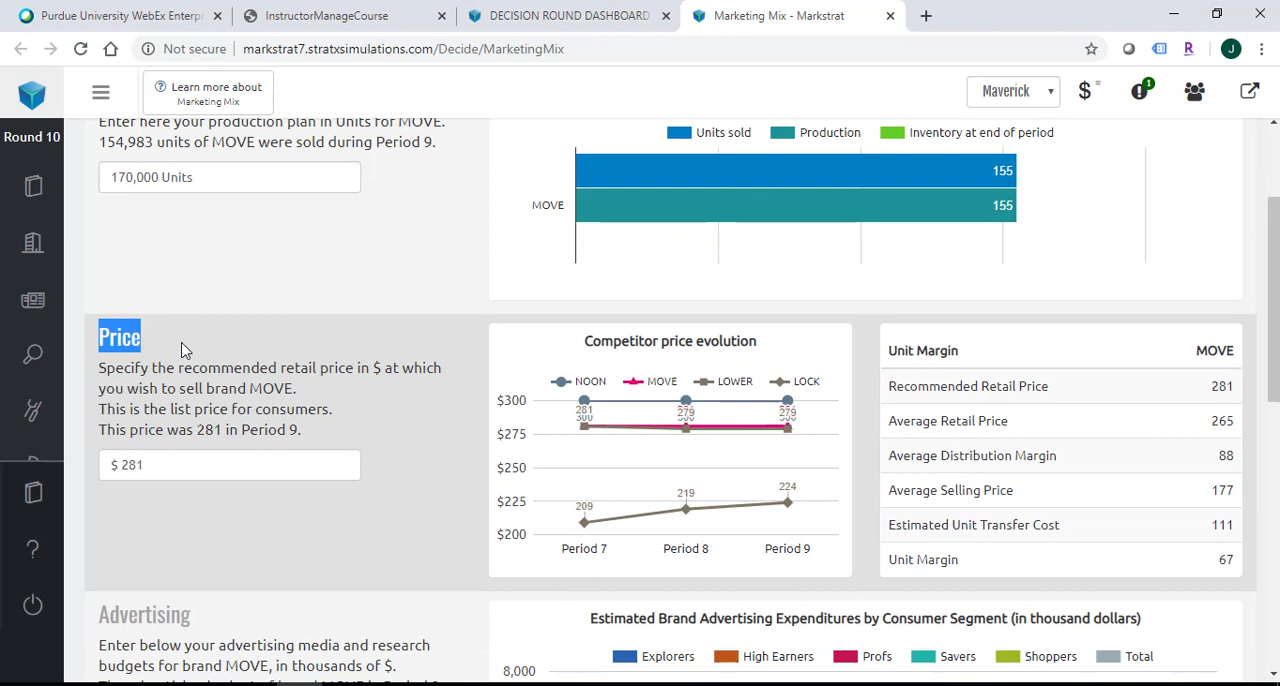 Purdue University WebEx Enterpr
InstructorManageCourse
DECISION ROUND DASHBOARD
Marketing Mix - Markstrat
Not secure
markstrat7.stratxsimulations.com/Decide/MarketingMix
R
J
Learn more about
Marketing Mix
Maverick
$
1
Round 10
Enter here your production plan in Units for MOVE.
154,983 units of MOVE were sold during Period 9.
170,000 Units
Units sold
Production
Inventory at end of period
MOVE
155
155
Price
Specify the recommended retail price in $ at which
you wish to sell brand MOVE.
This is the list price for consumers.
This price was 281 in Period 9.
$ 281
Competitor price evolution
NOON
MOVE
LOWER
LOCK
$300
$275
$250
$225
$200
281
279
279
300
209
219
224
Period 7
Period 8
Period 9
Unit Margin
MOVE
Recommended Retail Price
281
Average Retail Price
265
Average Distribution Margin
88
Average Selling Price
177
Estimated Unit Transfer Cost
111
Unit Margin
67
Advertising
Enter below your advertising media and research
budgets for brand MOVE, in thousands of $.
Estimated Brand Advertising Expenditures by Consumer Segment (in thousand dollars)
Explorers
High Earners
Profs
Savers
Shoppers
Total
8,000